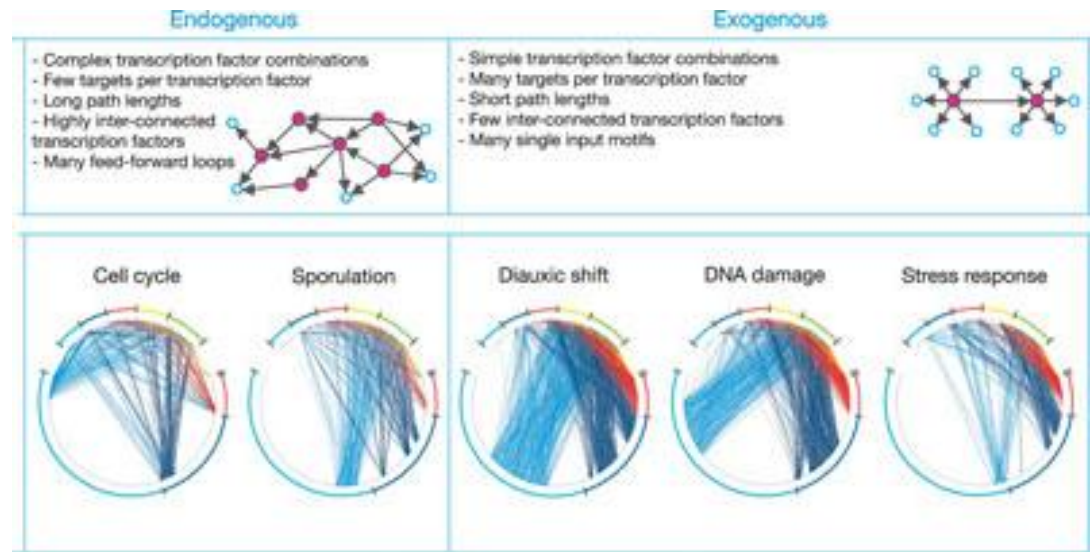 Endogenous
Exogenous
- Complex transcription factor combinations
- Few targets per transcription factor
- Long path lengths
- Highly inter-connected
transcription factors
- Many feed-forward loops
- Simple transcription factor combinations
- Many targets per transcription factor
- Short path lengths
- Few inter-connected transcription factors
- Many single input motifs
Cell cycle
Sporulation
Diauxic shift
DNA damage
Stress response